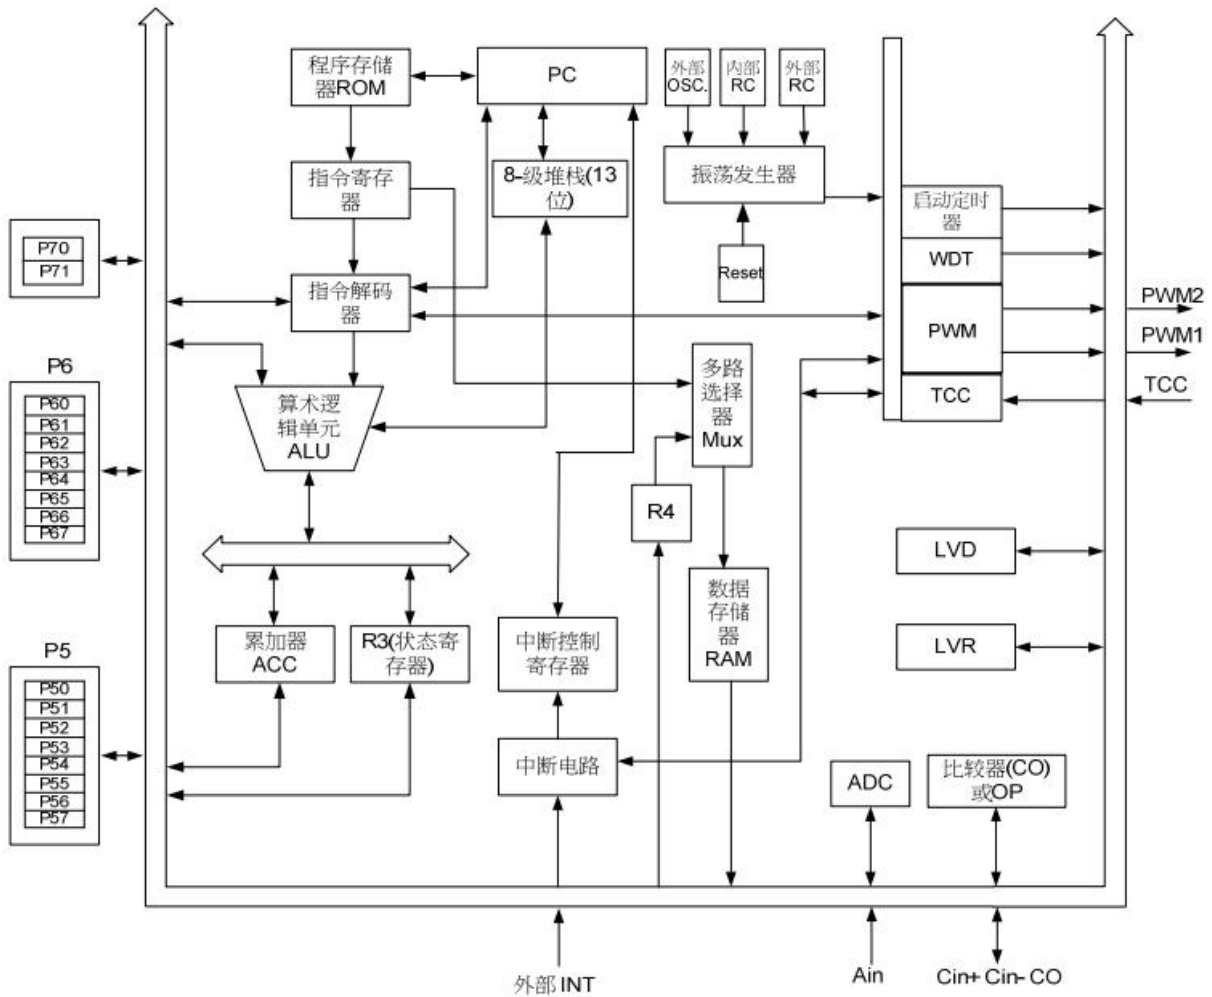 程序存储
器ROM
PC
外部
OSC.
内部
RC
外部
RC
指令寄存
器
8-级堆栈(13
位)
振荡发生器
启动定时
器
P70
P71
WDT
Reset
指令解码
器
PWM
PWM2
PWM1
TCC
TCC
多路
选择
器
Mux
P6
P60
P61
P62
P63
P64
P65
P66
P67
算术逻
辑单元
ALU
R4
LVD
数据
存储
器
RAM
累加器
ACC
R3(状态寄
存器)
中断控制
寄存器
LVR
P5
P50
P51
P52
P53
P54
P55
P56
P57
中断电路
ADC
比较器(CO)
或OP
外部 INT
Ain
Cin+ Cin- CO